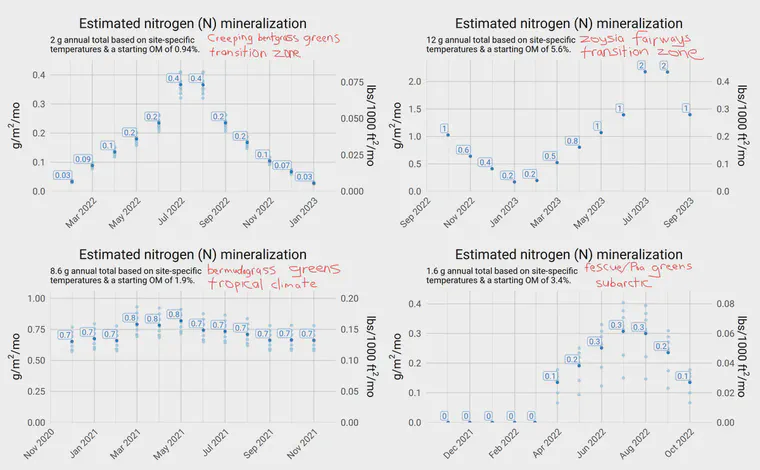 Estimated nitrogen (N) mineralization
2 g annual total based on site-specific
temperatures & a starting OM of 0.94%.
Creeping bentgrass greens
transition zone
g/m²/mo
0.4
0.3
0.2
0.1
0.0
0.03
0.09
0.1
0.2
0.2
0.4
0.4
0.2
0.2
0.1
0.07
0.03
0.075
0.050
0.025
0.000
lbs/1000 ft²/mo
Mar 2022
May 2022
Jul 2022
Sep 2022
Nov 2022
Jan 2023
Estimated nitrogen (N) mineralization
12 g annual total based on site-specific
temperatures & a starting OM of 5.6%.
zoysia fairways
transition zone
g/m²/mo
2.0
1.5
1.0
0.5
0.0
1
0.6
0.4
0.2
0.2
0.5
0.8
1
1
2
2
1
0.4
0.3
0.2
0.1
0.0
lbs/1000 ft²/mo
Sep 2022
Nov 2022
Jan 2023
Mar 2023
May 2023
Jul 2023
Sep 2023
Estimated nitrogen (N) mineralization
8.6 g annual total based on site-specific
temperatures & a starting OM of 1.9%.
bermudagrass greens
tropical climate
g/m²/mo
1.00
0.75
0.50
0.25
0.00
0.7
0.7
0.7
0.8
0.8
0.8
0.7
0.7
0.7
0.7
0.7
0.7
0.20
0.15
0.10
0.05
0.00
lbs/1000 ft²/mo
Nov 2020
Jan 2021
Mar 2021
May 2021
Jul 2021
Sep 2021
Nov 2021
Estimated nitrogen (N) mineralization
1.6 g annual total based on site-specific
temperatures & a starting OM of 3.4%.
fescue/Poa greens
subarctic
g/m²/mo
0.4
0.3
0.2
0.1
0.0
0
0
0
0
0
0.1
0.2
0.3
0.3
0.3
0.2
0.1
0.08
0.06
0.04
0.02
0.00
lbs/1000 ft²/mo
Dec 2021
Feb 2022
Apr 2022
Jun 2022
Aug 2022
Oct 2022